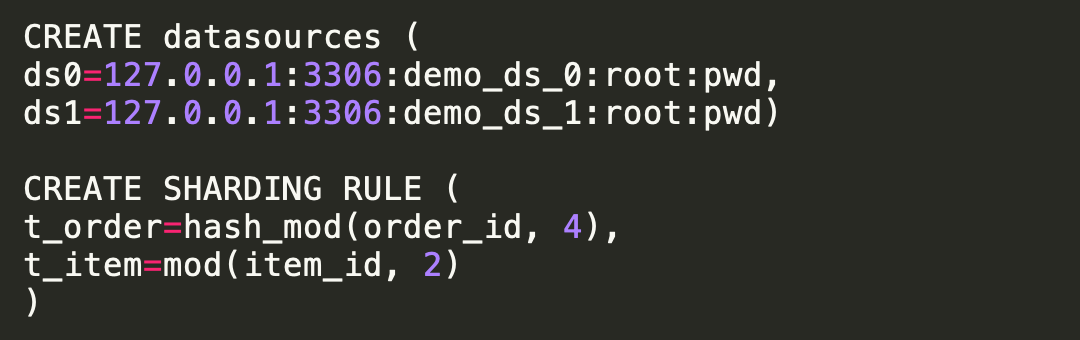 CREATE datasources (
ds0=127.0.0.1:3306:demo_ds_0:root:pwd,
ds1=127.0.0.1:3306:demo_ds_1:root:pwd)
CREATE SHARDING RULE (
t_order=hash_mod(order_id, 4),
t_item=mod(item_id, 2)
)